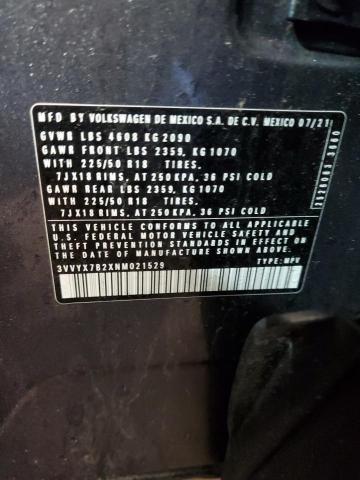 MFD. BY VOLKSWAGEN DE MEXICO S.A. DE C.V. MEXICO 07/21
GVWR LBS 4608 KG 2090
GAWR FRONT LBS 2359, KG 1070
WITH 225/50 R18 TIRES,
7JX18 RIMS, AT 250 KPA, 36 PSI COLD
GAWR REAR LBS 2359, KG 1070
WITH 225/50 R18 TIRES,
7JX18 RIMS, AT 250 KPA, 36 PSI COLD
THIS VEHICLE CONFORMS TO ALL APPLICABLE
U.S. FEDERAL MOTOR VEHICLE SAFETY AND
THEFT PREVENTION STANDARDS IN EFFECT ON
THE DATE OF MANUFACTURE SHOWN ABOVE
3VVYX7B2XNM021529 TYPE: MPV